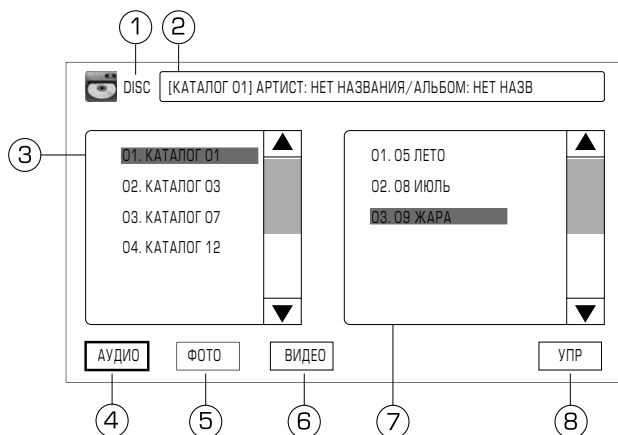 1 2
DISC [КАТАЛОГ 01] АРТИСТ: НЕТ НАЗВАНИЯ/АЛЬБОМ: НЕТ НАЗВ
3
01. КАТАЛОГ 01
02. КАТАЛОГ 03
03. КАТАЛОГ 07
04. КАТАЛОГ 12
01. 05 ЛЕТО
02. 08 ИЮЛЬ
03. 09 ЖАРА
АУДИО ФОТО ВИДЕО УПР
4 5 6 7 8